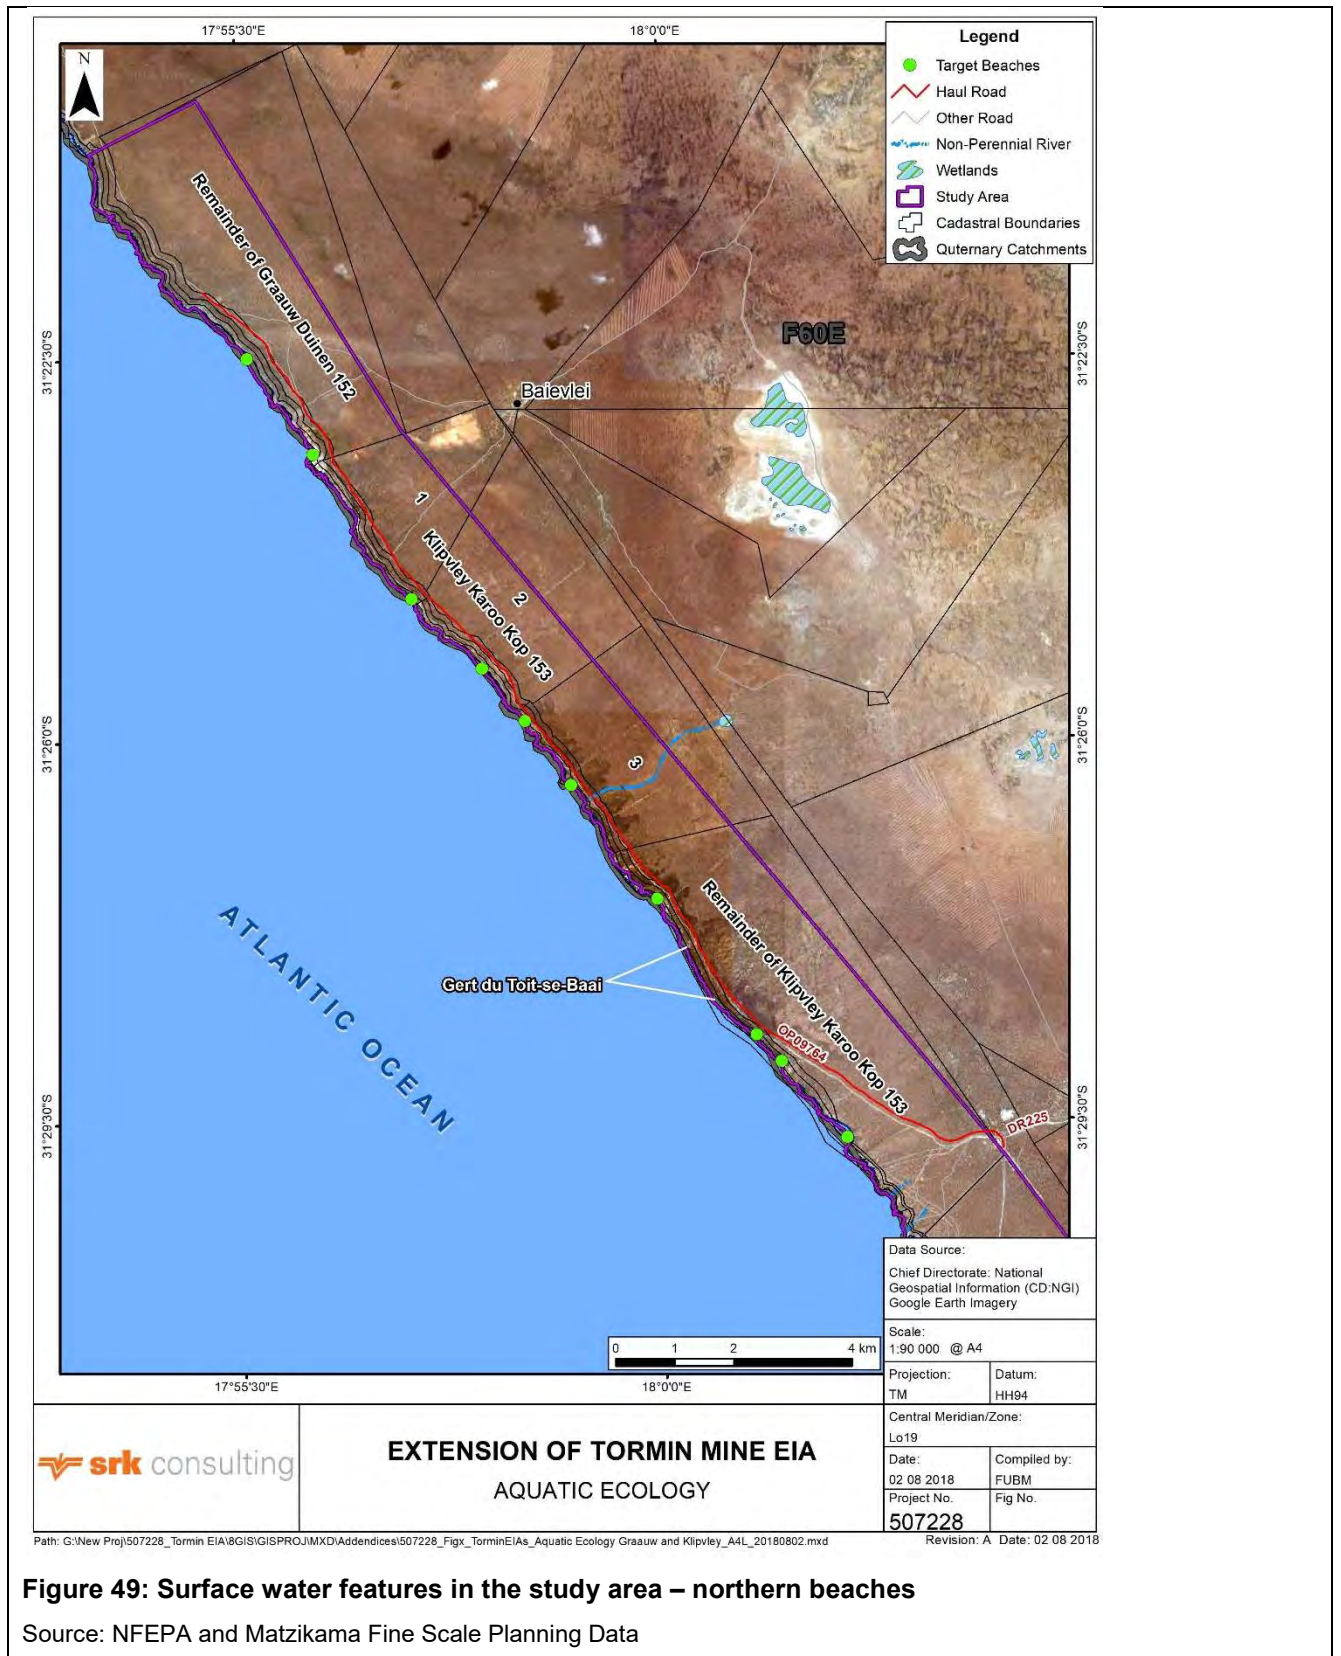 17°55'30"E
18°0'0"E
N
Legend
Target Beaches
Haul Road
Other Road
Non-Perennial River
Wetlands
Study Area
Cadastral Boundaries
Quternary Catchments
31°22'30"S
31°22'30"S
Remainder of Graauw Duinen 152
F60E
Baievlei
1
Klipvley Karoo Kop 153
2
31°26'0"S
31°26'0"S
3
Remainder of Klipvley Karoo Kop 153
ATLANTIC OCEAN
Gert du Toit-se-Baai
OP09764
DR225
31°29'30"S
31°29'30"S
0 1 2 4 km
17°55'30"E
18°0'0"E
Data Source:
Chief Directorate: National
Geospatial Information (CD:NGI)
Google Earth Imagery
Scale:
1:90 000 @ A4
Projection:
TM
Datum:
HH94
Central Meridian/Zone:
Lo19
Date:
02 08 2018
Compiled by:
FUBM
Project No.
507228
Fig No.
srk consulting
EXTENSION OF TORMIN MINE EIA
AQUATIC ECOLOGY
Path: G:\New Proj\507228_Tormin EIA\8GIS\GISPROJ\MXD\Addendices\507228_Figx_TorminEIAs_Aquatic Ecology Graauw and Klipvley_A4L_20180802.mxd
Revision: A Date: 02 08 2018
Figure 49: Surface water features in the study area – northern beaches
Source: NFEPA and Matzikama Fine Scale Planning Data